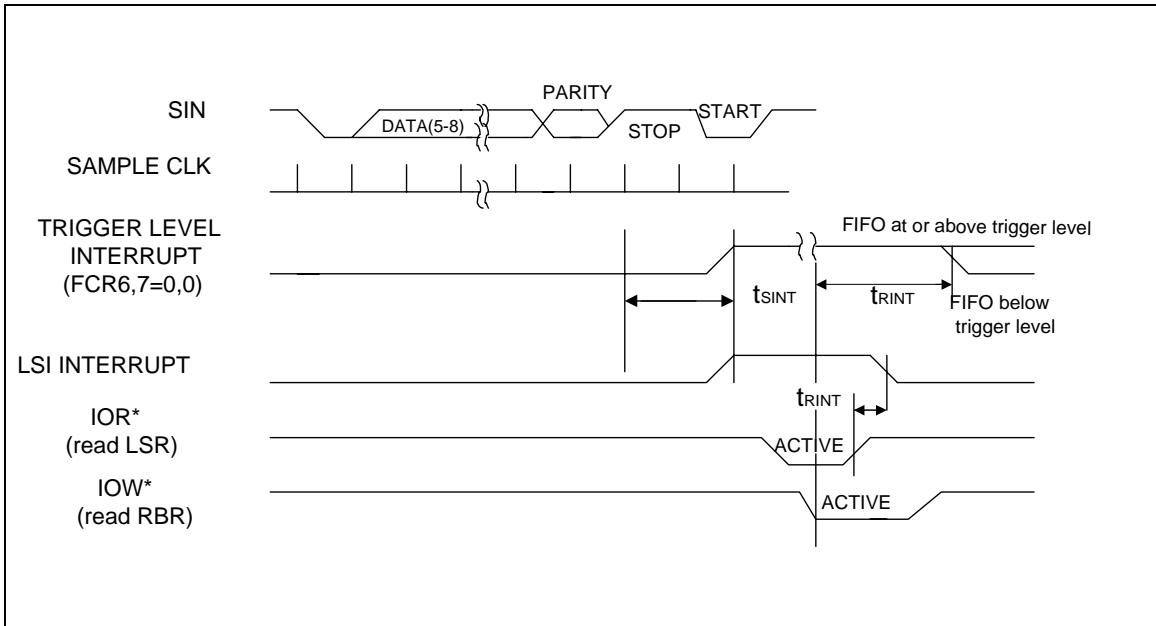 SIN
PARITY
DATA(5-8)
STOP
START
SAMPLE CLK
TRIGGER LEVEL
INTERRUPT
(FCR6,7=0,0)
FIFO at or above trigger level
tSINT
tRINT
FIFO below
trigger level
LSI INTERRUPT
tRINT
IOR*
(read LSR)
ACTIVE
IOW*
(read RBR)
ACTIVE